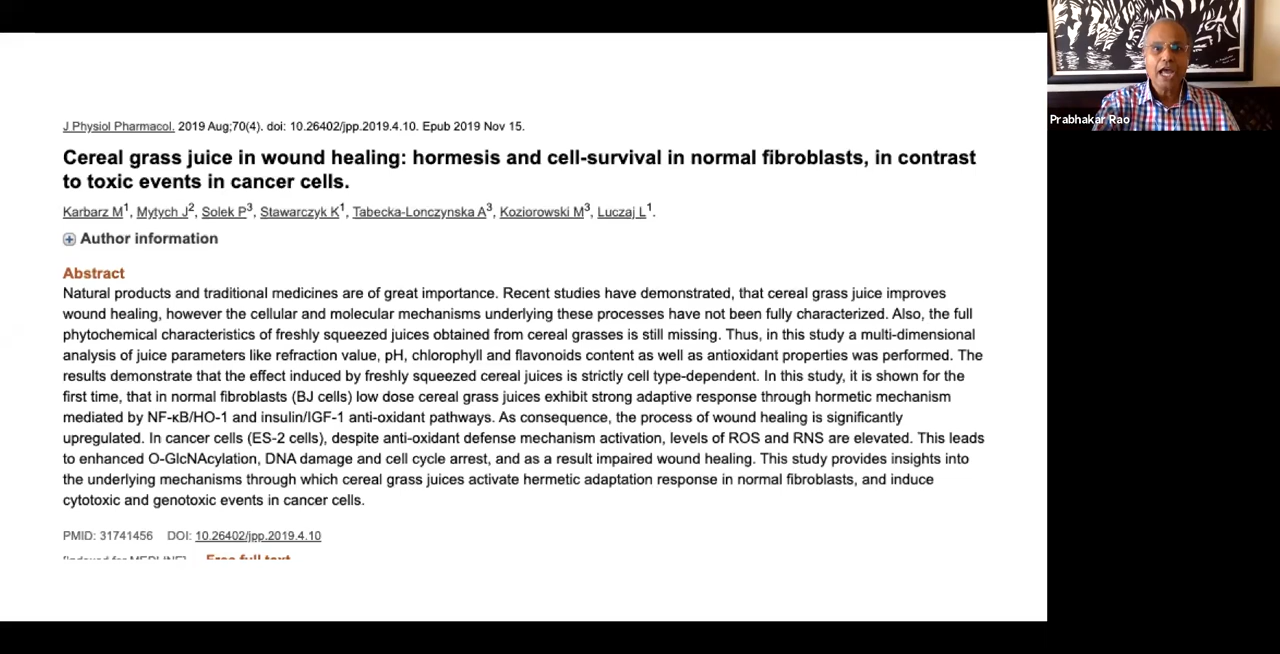 J Physiol Pharmacol. 2019 Aug;70(4). doi: 10.26402/jpp.2019.4.10. Epub 2019 Nov 15.
Cereal grass juice in wound healing: hormesis and cell-survival in normal fibroblasts, in contrast
to toxic events in cancer cells.
Karbarz M1, Mytych J2, Solek P3, Stawarczyk K1, Tabecka-Lonczynska A3, Koziorowski M3, Luczaj L1.
Author information
Abstract
Natural products and traditional medicines are of great importance. Recent studies have demonstrated, that cereal grass juice improves
wound healing, however the cellular and molecular mechanisms underlying these processes have not been fully characterized. Also, the full
phytochemical characteristics of freshly squeezed juices obtained from cereal grasses is still missing. Thus, in this study a multi-dimensional
analysis of juice parameters like refraction value, pH, chlorophyll and flavonoids content as well as antioxidant properties was performed. The
results demonstrate that the effect induced by freshly squeezed cereal juices is strictly cell type-dependent. In this study, it is shown for the
first time, that in normal fibroblasts (BJ cells) low dose cereal grass juices exhibit strong adaptive response through hormetic mechanism
mediated by NF-κB/HO-1 and insulin/IGF-1 anti-oxidant pathways. As consequence, the process of wound healing is significantly
upregulated. In cancer cells (ES-2 cells), despite anti-oxidant defense mechanism activation, levels of ROS and RNS are elevated. This leads
to enhanced O-GlcNAcylation, DNA damage and cell cycle arrest, and as a result impaired wound healing. This study provides insights into
the underlying mechanisms through which cereal grass juices activate hermetic adaptation response in normal fibroblasts, and induce
cytotoxic and genotoxic events in cancer cells.
PMID: 31741456 DOI: 10.26402/jpp.2019.4.10
[Indexed for MEDLINE] Free full text
Prabhakar Rao